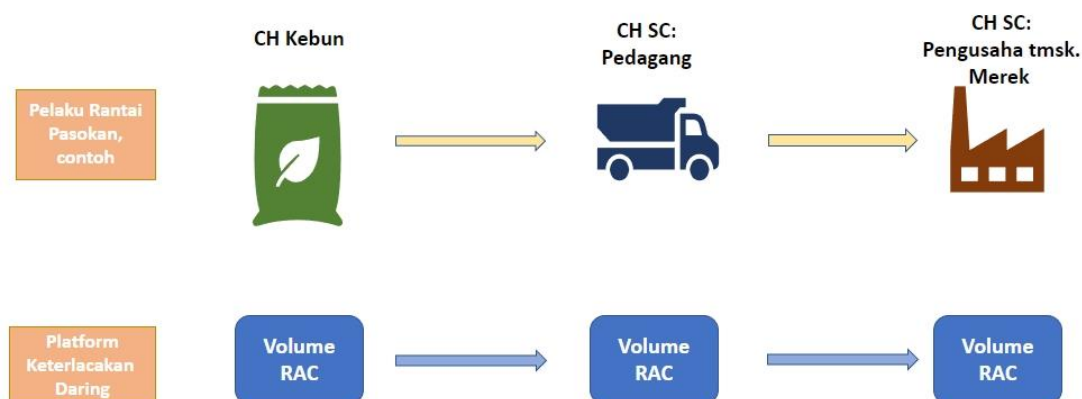 CH Kebun
CH SC:
Pedagang
CH SC:
Pengusaha tmsk.
Merek
Pelaku Rantai
Pasokan,
contoh
Platform
Keterlacakan
Daring
Volume
RAC
Volume
RAC
Volume
RAC